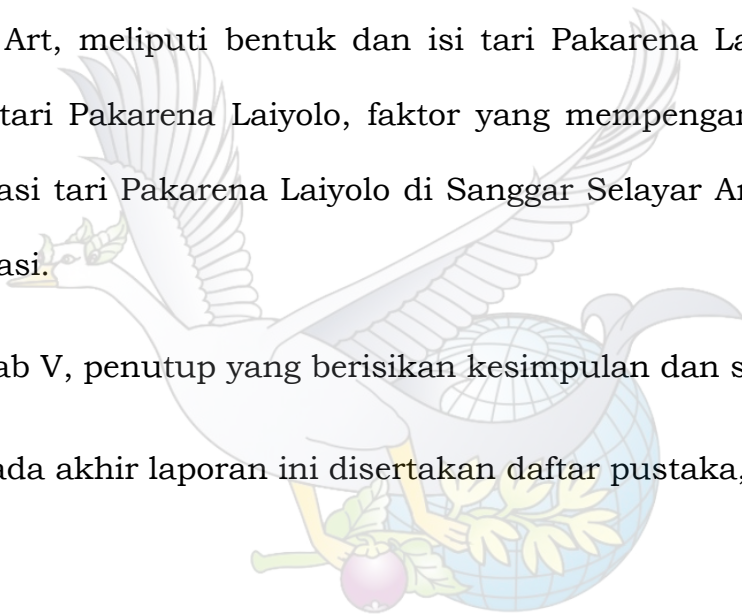 Art, meliputi bentuk dan isi tari Pakarena La
tari Pakarena Laiyolo, faktor yang mempengar
asi tari Pakarena Laiyolo di Sanggar Selayar Ar
asi.
ab V, penutup yang berisikan kesimpulan dan s
ada akhir laporan ini disertakan daftar pustaka,